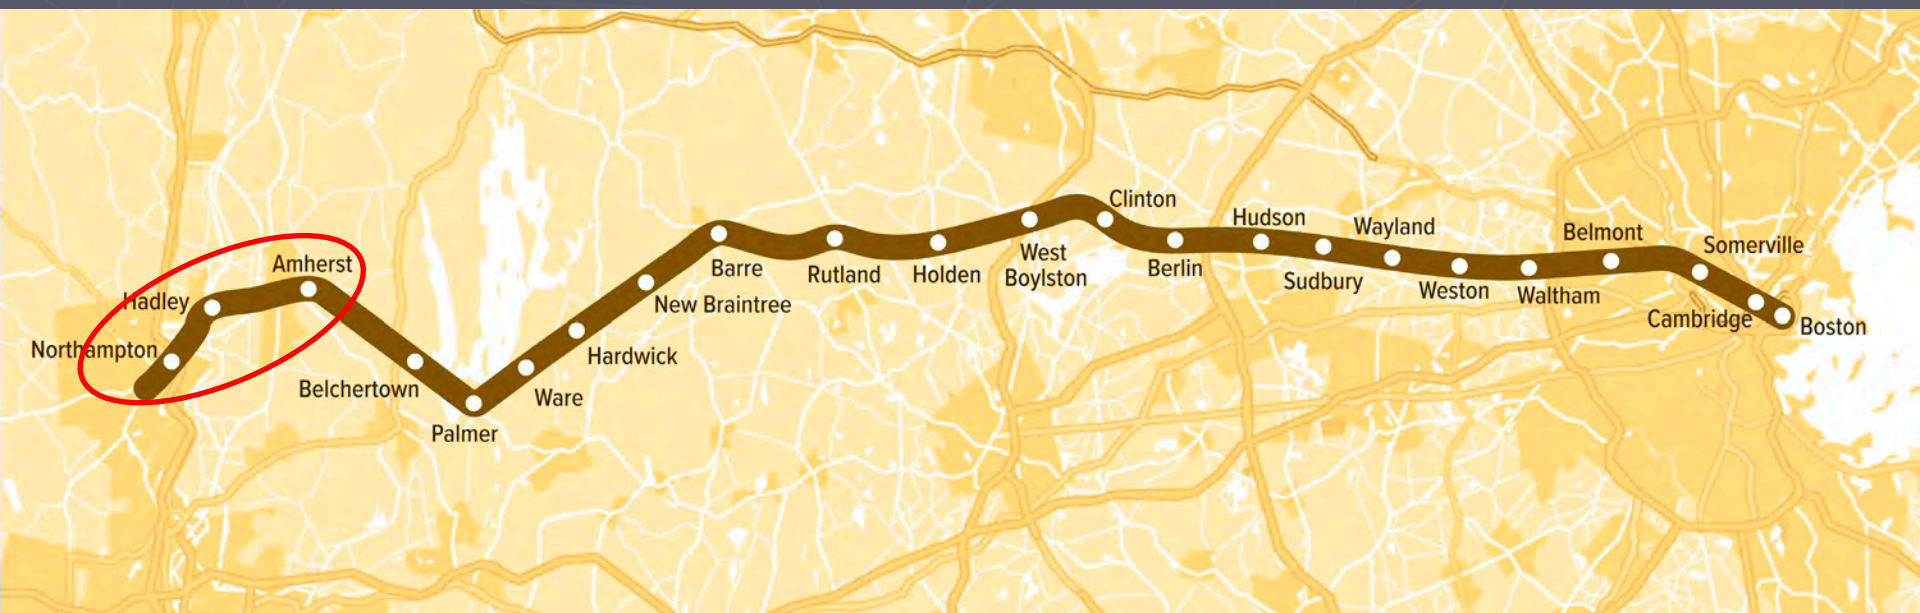 Northampton
Hadley
Amherst
Belchertown
Palmer
Ware
Hardwick
New Braintree
Barre
Rutland
Holden
West
Boylston
Clinton
Berlin
Hudson
Sudbury
Wayland
Weston
Waltham
Belmont
Somerville
Cambridge
Boston